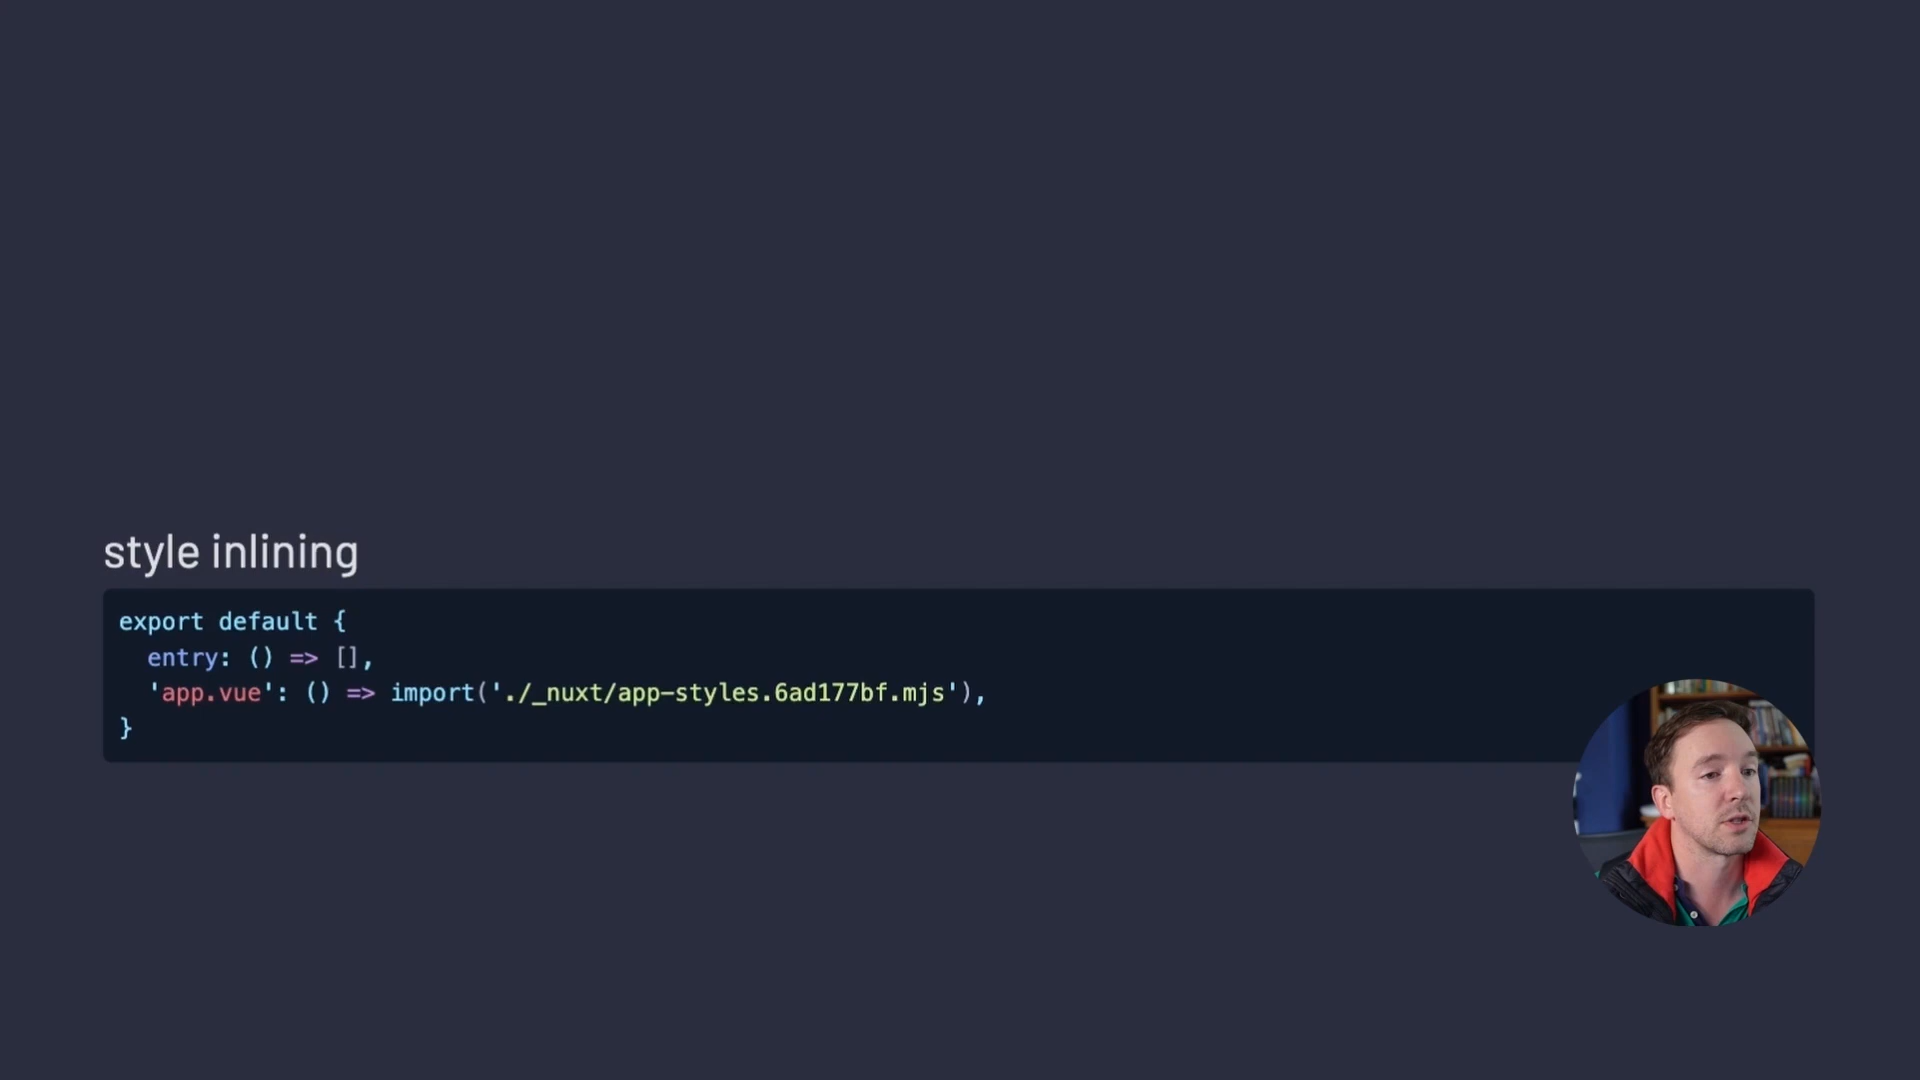 style inlining
export default {
  entry: () => [],
  'app.vue': () => import('./_nuxt/app-styles.6ad177bf.mjs'),
}